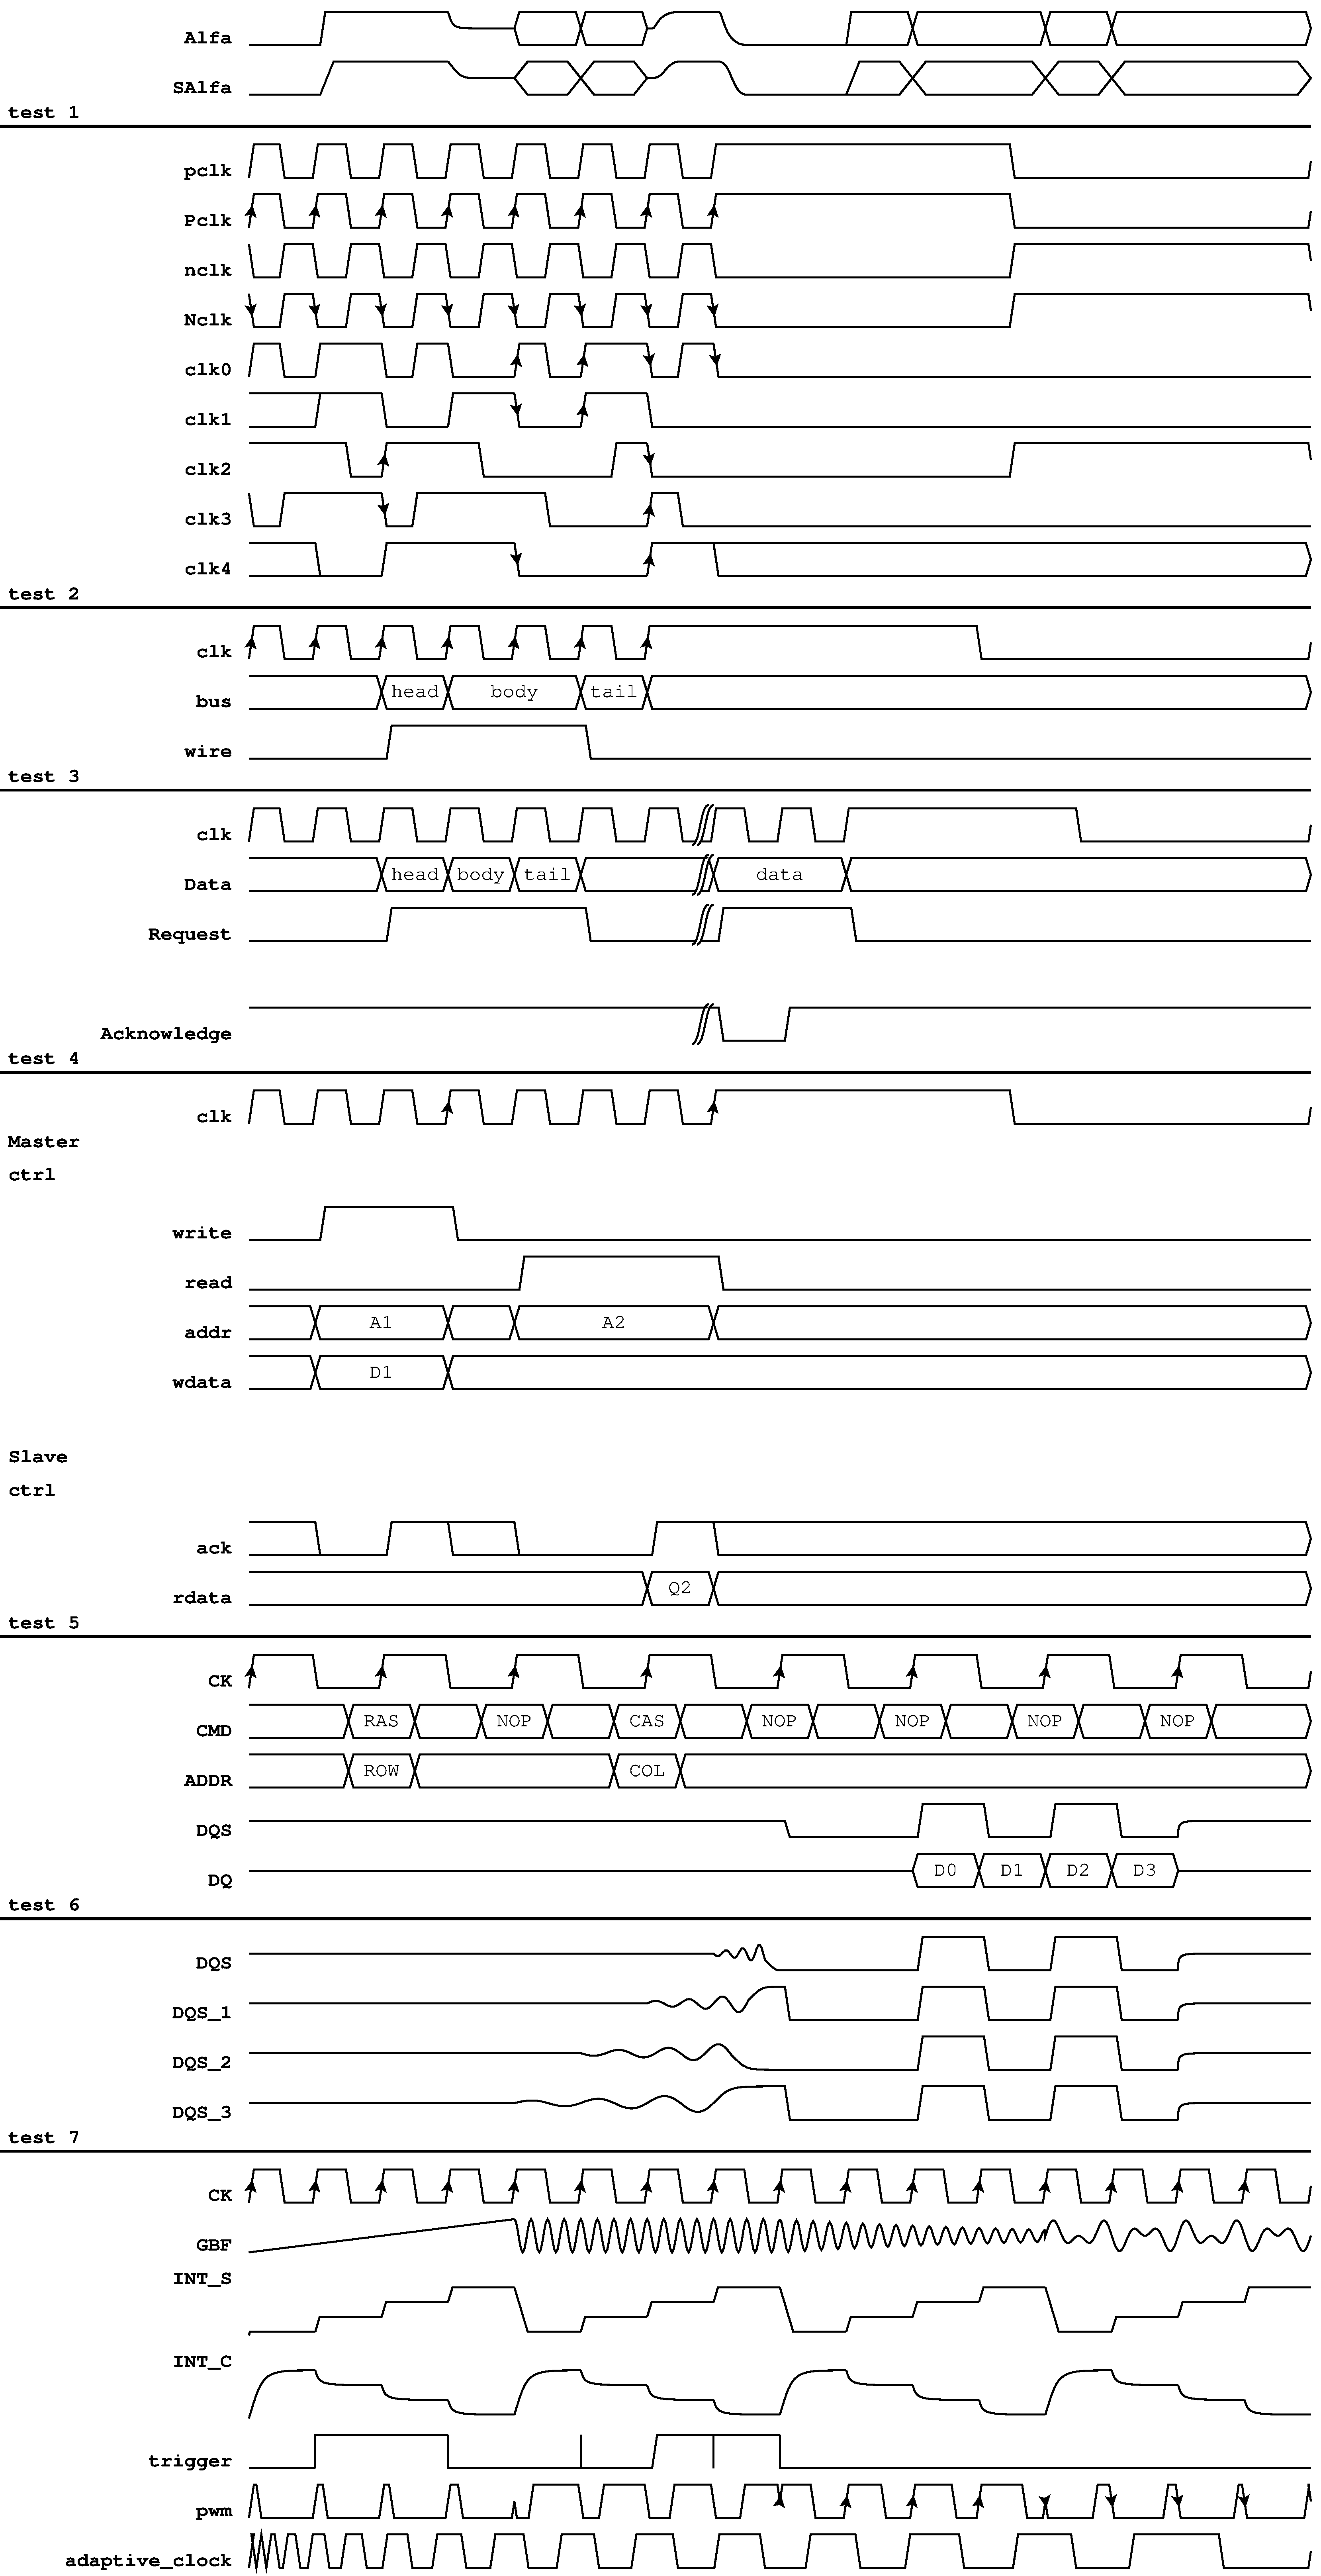 Alfa
SAlfa
test 1
pclk
Pclk
nclk
Nclk
clk0
clk1
clk2
clk3
clk4
test 2
clk
bus head body tail
wire
test 3
clk
Data head body tail data
Request
Acknowledge
test 4
clk
Master
ctrl
write
read
addr A1 A2
wdata D1
Slave
ctrl
ack
rdata Q2
test 5
CK
CMD RAS NOP CAS NOP NOP NOP NOP
ADDR ROW COL
DQS
DQ D0 D1 D2 D3
test 6
DQS
DQS_1
DQS_2
DQS_3
test 7
CK
GBF
INT_S
INT_C
trigger
pwm
adaptive_clock